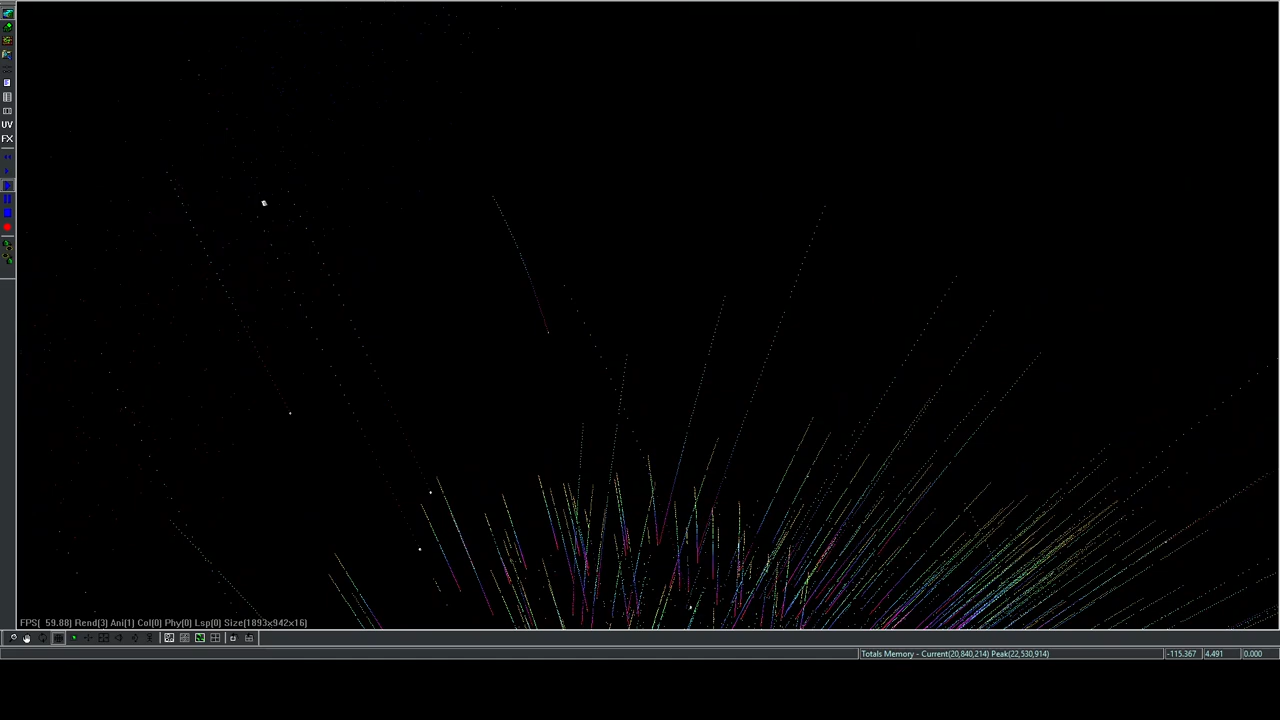 UV
FX
FPS[ 59.88] Rend[3] Ani[1] Col[0] Phy[0] Lsp[0] Size[1893x942x16]
Totals Memory - Current(20,840,214) Peak(22,530,914) -115.367 4.491 0.000